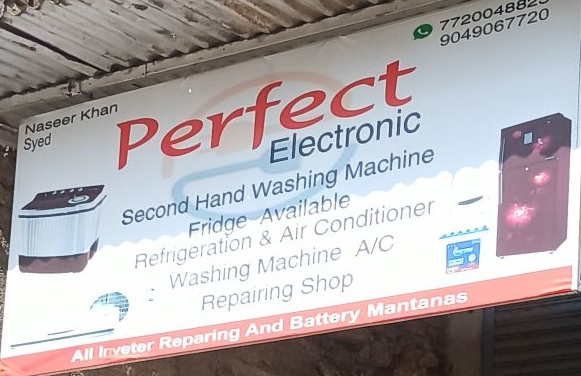 Naseer Khan
Syed
7720048825
9049067720
Perfect
Electronic
Second Hand Washing Machine
Fridge Available
Refrigeration & Air Conditioner
Washing Machine A/C
Repairing Shop
All Inveter Reparing And Battery Mantanas